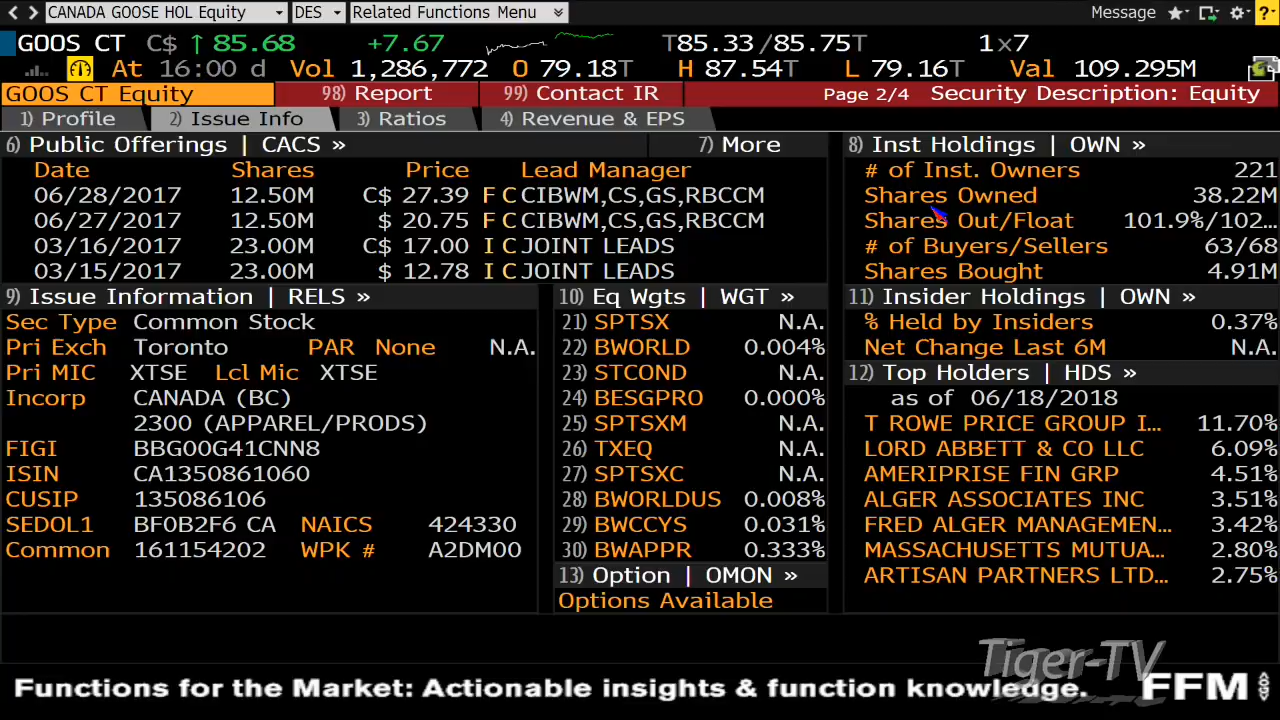 CANADA GOOSE HOL Equity DES Related Functions Menu Message
GOOS CT C$ ↑ 85.68 +7.67 T85.33 /85.75T 1×7
At 16:00 d Vol 1,286,772 O 79.18T H 87.54T L 79.16T Val 109.295M
GOOS CT Equity 98) Report 99) Contact IR Page 2/4 Security Description: Equity
1) Profile 2) Issue Info 3) Ratios 4) Revenue & EPS
6) Public Offerings | CACS » 7) More
Date Shares Price Lead Manager
06/28/2017 12.50M C$ 27.39 F C CIBWM,CS,GS,RBCCM
06/27/2017 12.50M $ 20.75 F C CIBWM,CS,GS,RBCCM
03/16/2017 23.00M C$ 17.00 I C JOINT LEADS
03/15/2017 23.00M $ 12.78 I C JOINT LEADS
8) Inst Holdings | OWN »
# of Inst. Owners 221
Shares Owned 38.22M
Shares Out/Float 101.9%/102...
# of Buyers/Sellers 63/68
Shares Bought 4.91M
9) Issue Information | RELS »
Sec Type Common Stock
Pri Exch Toronto PAR None N.A.
Pri MIC XTSE Lcl Mic XTSE
Incorp CANADA (BC)
2300 (APPAREL/PRODS)
FIGI BBG00G41CNN8
ISIN CA1350861060
CUSIP 135086106
SEDOL1 BF0B2F6 CA NAICS 424330
Common 161154202 WPK # A2DM00
10) Eq Wgts | WGT »
21) SPTSX N.A.
22) BWORLD 0.004%
23) STCOND N.A.
24) BESGPRO 0.000%
25) SPTSXM N.A.
26) TXEQ N.A.
27) SPTSXC N.A.
28) BWORLDUS 0.008%
29) BWCCYS 0.031%
30) BWAPPR 0.333%
13) Option | OMON »
Options Available
11) Insider Holdings | OWN »
% Held by Insiders 0.37%
Net Change Last 6M N.A.
12) Top Holders | HDS »
as of 06/18/2018
T ROWE PRICE GROUP I... 11.70%
LORD ABBETT & CO LLC 6.09%
AMERIPRISE FIN GRP 4.51%
ALGER ASSOCIATES INC 3.51%
FRED ALGER MANAGEMEN... 3.42%
MASSACHUSETTS MUTUA... 2.80%
ARTISAN PARTNERS LTD... 2.75%
Tiger-TV
Functions for the Market: Actionable insights & function knowledge. FFM